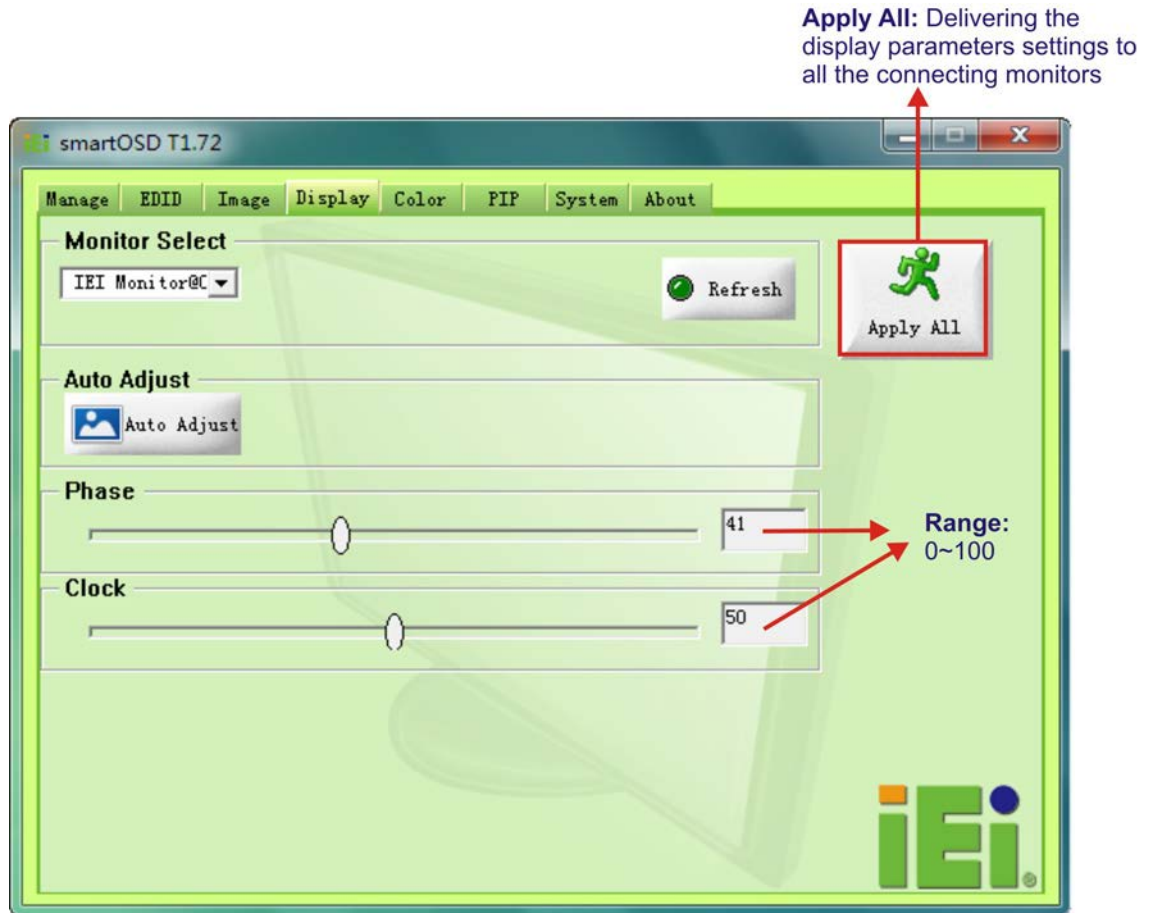 Apply All: Delivering the
display parameters settings to
all the connecting monitors
iEi smartOSD T1.72
Manage EDID Image Display Color PIP System About
Monitor Select
IEI Monitor@C
Refresh
Apply All
Auto Adjust
Auto Adjust
Phase
41
Range:
0~100
Clock
50
iEi®